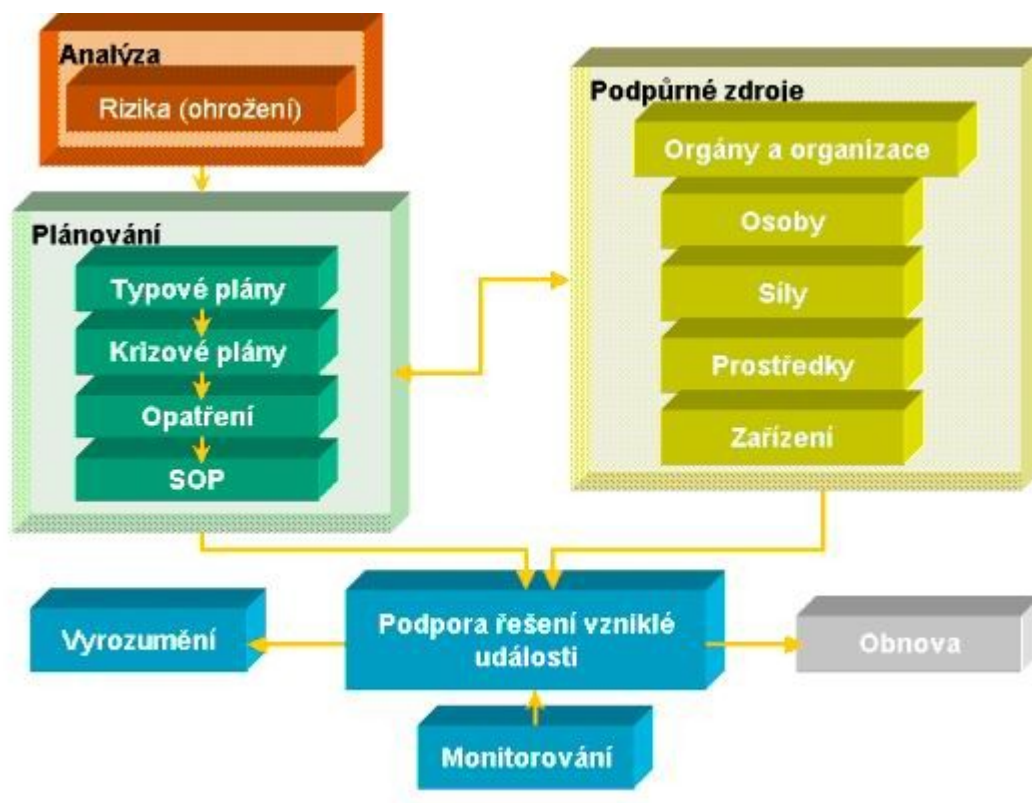 Analýza
Rizika (ohrožení)
Plánování
Typové plány
Krizové plány
Opatření
SOP
Podpůrné zdroje
Orgány a organizace
Osoby
Síly
Prostředky
Zařízení
Vyrozumění
Podpora řešení vzniklé
události
Obnova
Monitorování